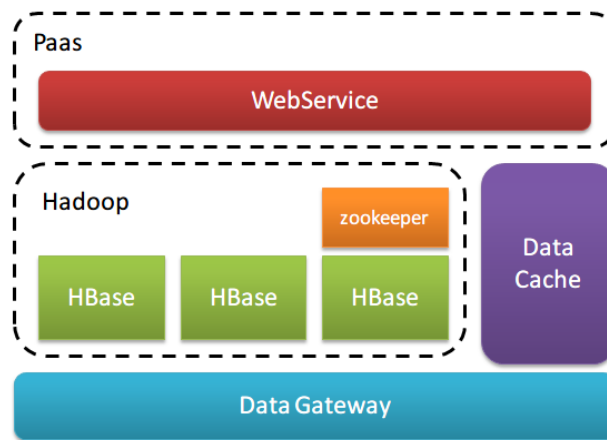 Paas
WebService
Hadoop
zookeeper
HBase
HBase
HBase
Data
Cache
Data Gateway